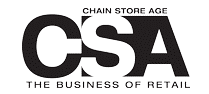 CHAIN STORE AGE
CSA
THE BUSINESS OF RETAIL